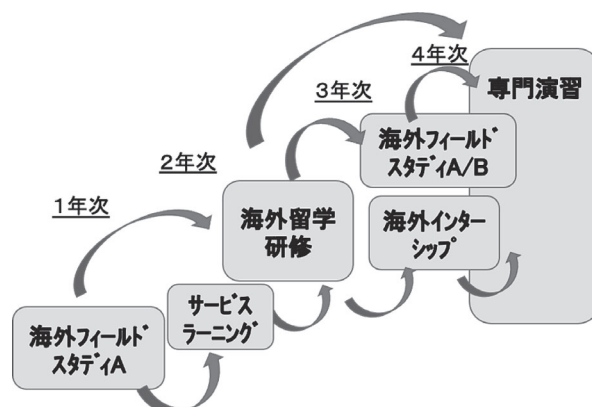 1年次
海外フィールド
スタディA
サービス
ラーニング
2年次
海外留学
研修
3年次
海外フィールド
スタディA/B
海外インター
シップ
4年次
専門演習